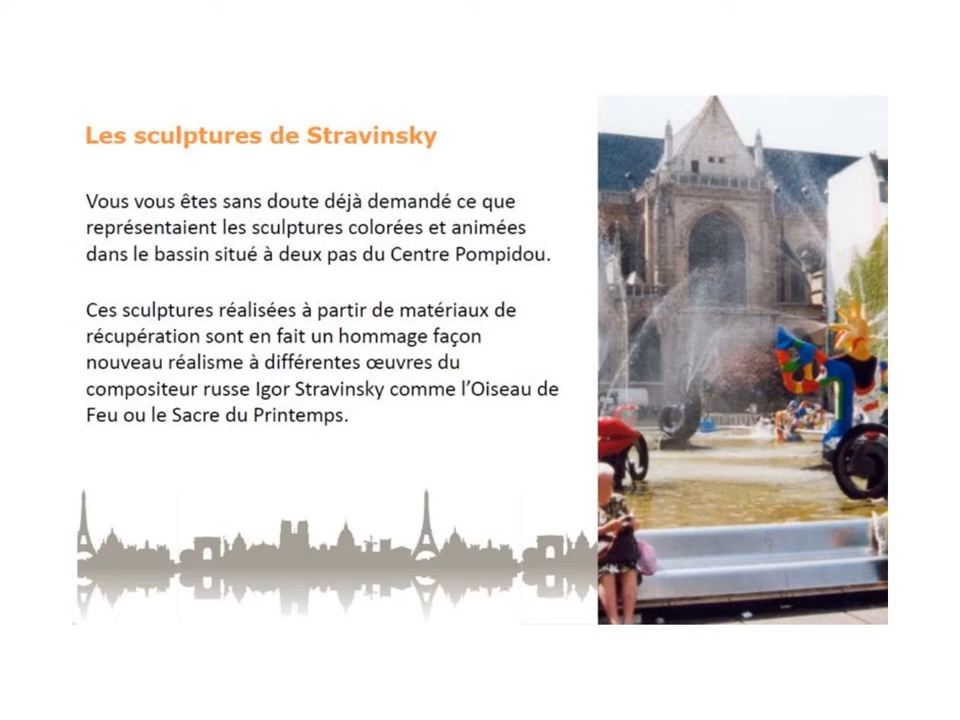 Les sculptures de Stravinsky
Vous vous êtes sans doute déjà demandé ce que
représentaient les sculptures colorées et animées
dans le bassin situé à deux pas du Centre Pompidou.
Ces sculptures réalisées à partir de matériaux de
récupération sont en fait un hommage façon
nouveau réalisme à différentes œuvres du
compositeur russe Igor Stravinsky comme l’Oiseau de
Feu ou le Sacre du Printemps.